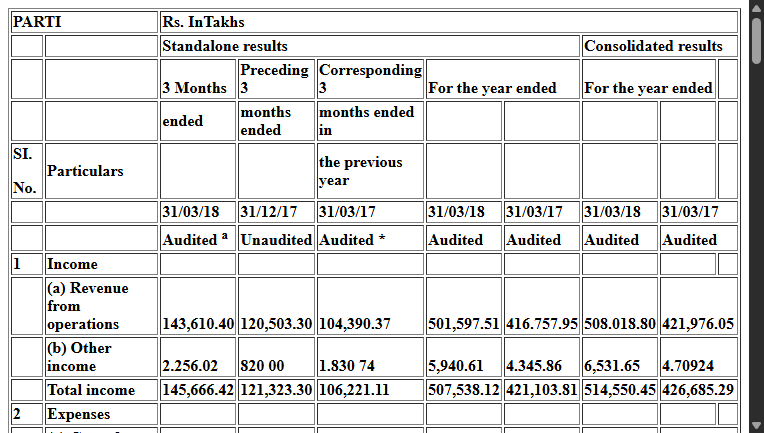 PARTI Rs. InTakhs
Standalone results Consolidated results
3 Months Preceding 3 Corresponding 3 For the year ended For the year ended
ended months ended months ended in
SI. No. Particulars the previous year
31/03/18 31/12/17 31/03/17 31/03/18 31/03/17 31/03/18 31/03/17
Audited a Unaudited Audited * Audited Audited Audited Audited
1 Income
(a) Revenue from operations 143,610.40 120,503.30 104,390.37 501,597.51 416.757.95 508.018.80 421,976.05
(b) Other income 2.256.02 820 00 1.830 74 5,940.61 4.345.86 6,531.65 4.70924
Total income 145,666.42 121,323.30 106,221.11 507,538.12 421,103.81 514,550.45 426,685.29
2 Expenses